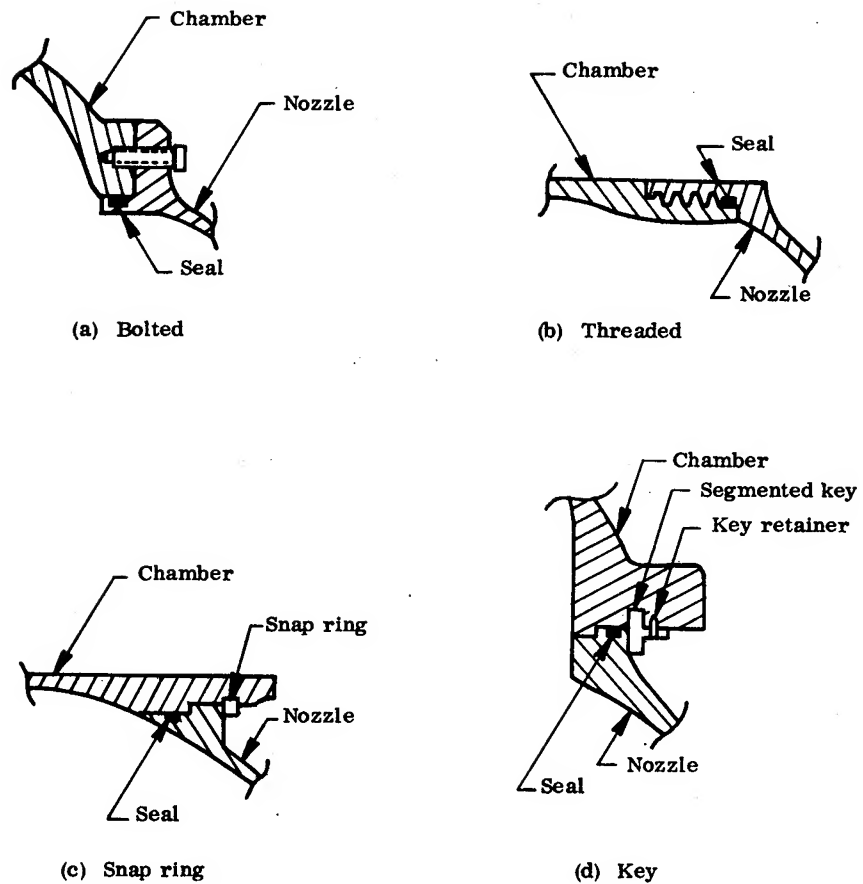 Chamber
Nozzle
Seal
(a) Bolted
Chamber
Seal
Nozzle
(b) Threaded
Chamber
Snap ring
Nozzle
Seal
(c) Snap ring
Chamber
Segmented key
Key retainer
Nozzle
Seal
(d) Key